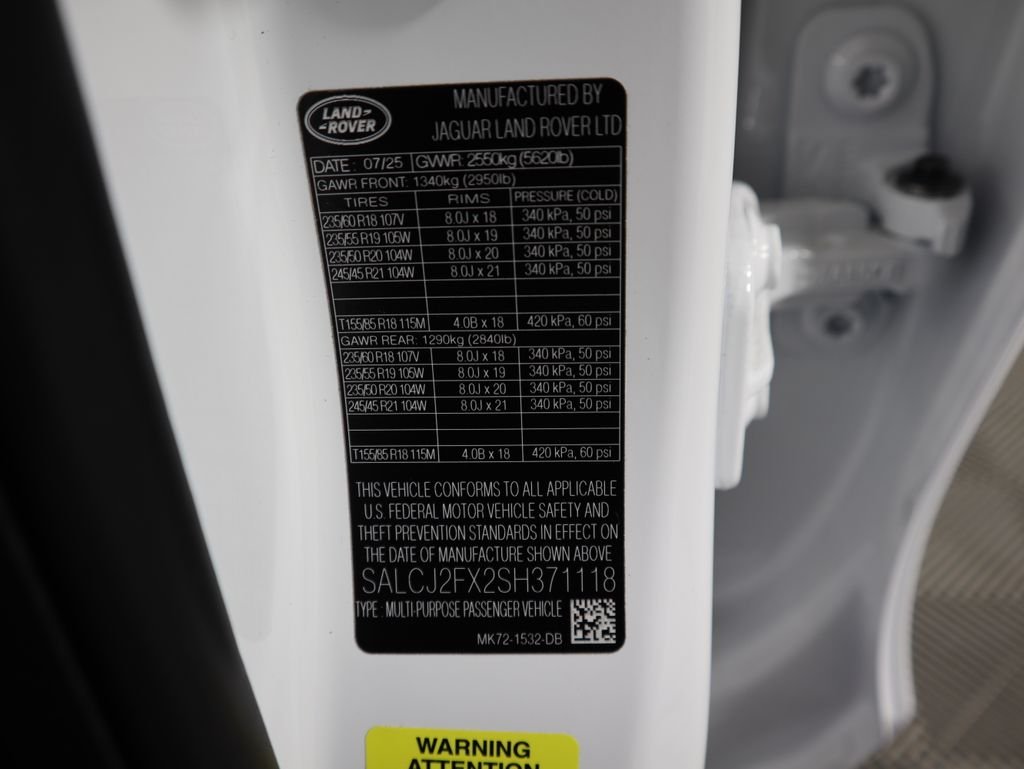 LAND-
-ROVER
MANUFACTURED BY
JAGUAR LAND ROVER LTD
DATE: 07/25 GVWR: 2550kg (5620lb)
GAWR FRONT: 1340kg (2950lb)
TIRES RIMS PRESSURE (COLD)
235/60 R18 107V 8.0J x 18 340 kPa, 50 psi
235/55 R19 105W 8.0J x 19 340 kPa, 50 psi
235/50 R20 104W 8.0J x 20 340 kPa, 50 psi
245/45 R21 104W 8.0J x 21 340 kPa, 50 psi
T155/85 R18 115M 4.0B x 18 420 kPa, 60 psi
GAWR REAR: 1290kg (2840lb)
235/60 R18 107V 8.0J x 18 340 kPa, 50 psi
235/55 R19 105W 8.0J x 19 340 kPa, 50 psi
235/50 R20 104W 8.0J x 20 340 kPa, 50 psi
245/45 R21 104W 8.0J x 21 340 kPa, 50 psi
T155/85 R18 115M 4.0B x 18 420 kPa, 60 psi
THIS VEHICLE CONFORMS TO ALL APPLICABLE
U.S. FEDERAL MOTOR VEHICLE SAFETY AND
THEFT PREVENTION STANDARDS IN EFFECT ON
THE DATE OF MANUFACTURE SHOWN ABOVE
SALCJ2FX2SH371118
TYPE : MULTI-PURPOSE PASSENGER VEHICLE
MK72-1532-DB
WARNING
ATTENTION